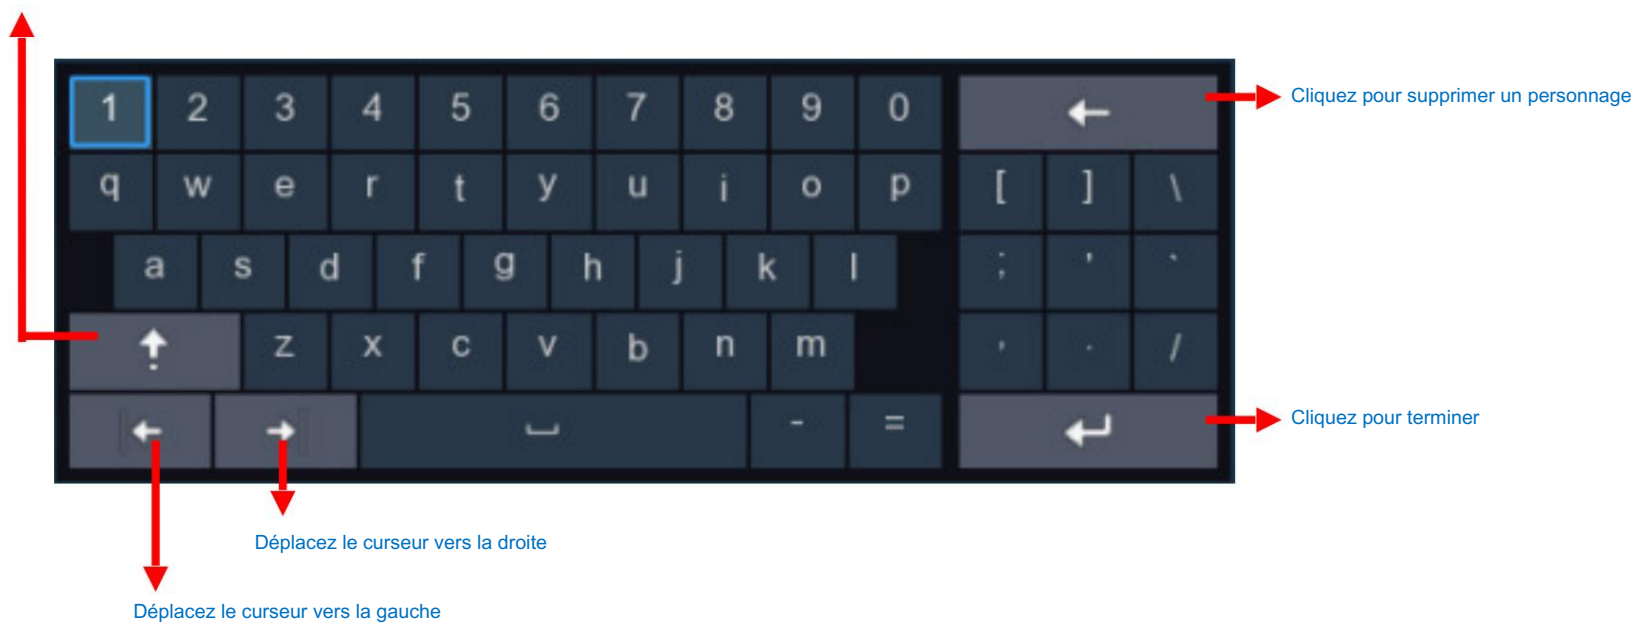 1 2 3 4 5 6 7 8 9 0
Cliquez pour supprimer un personnage
q w e r t y u i o p [ ] \
a s d f g h j k l ; ' `
z x c v b n m , . /
- =
Cliquez pour terminer
Déplacez le curseur vers la droite
Déplacez le curseur vers la gauche